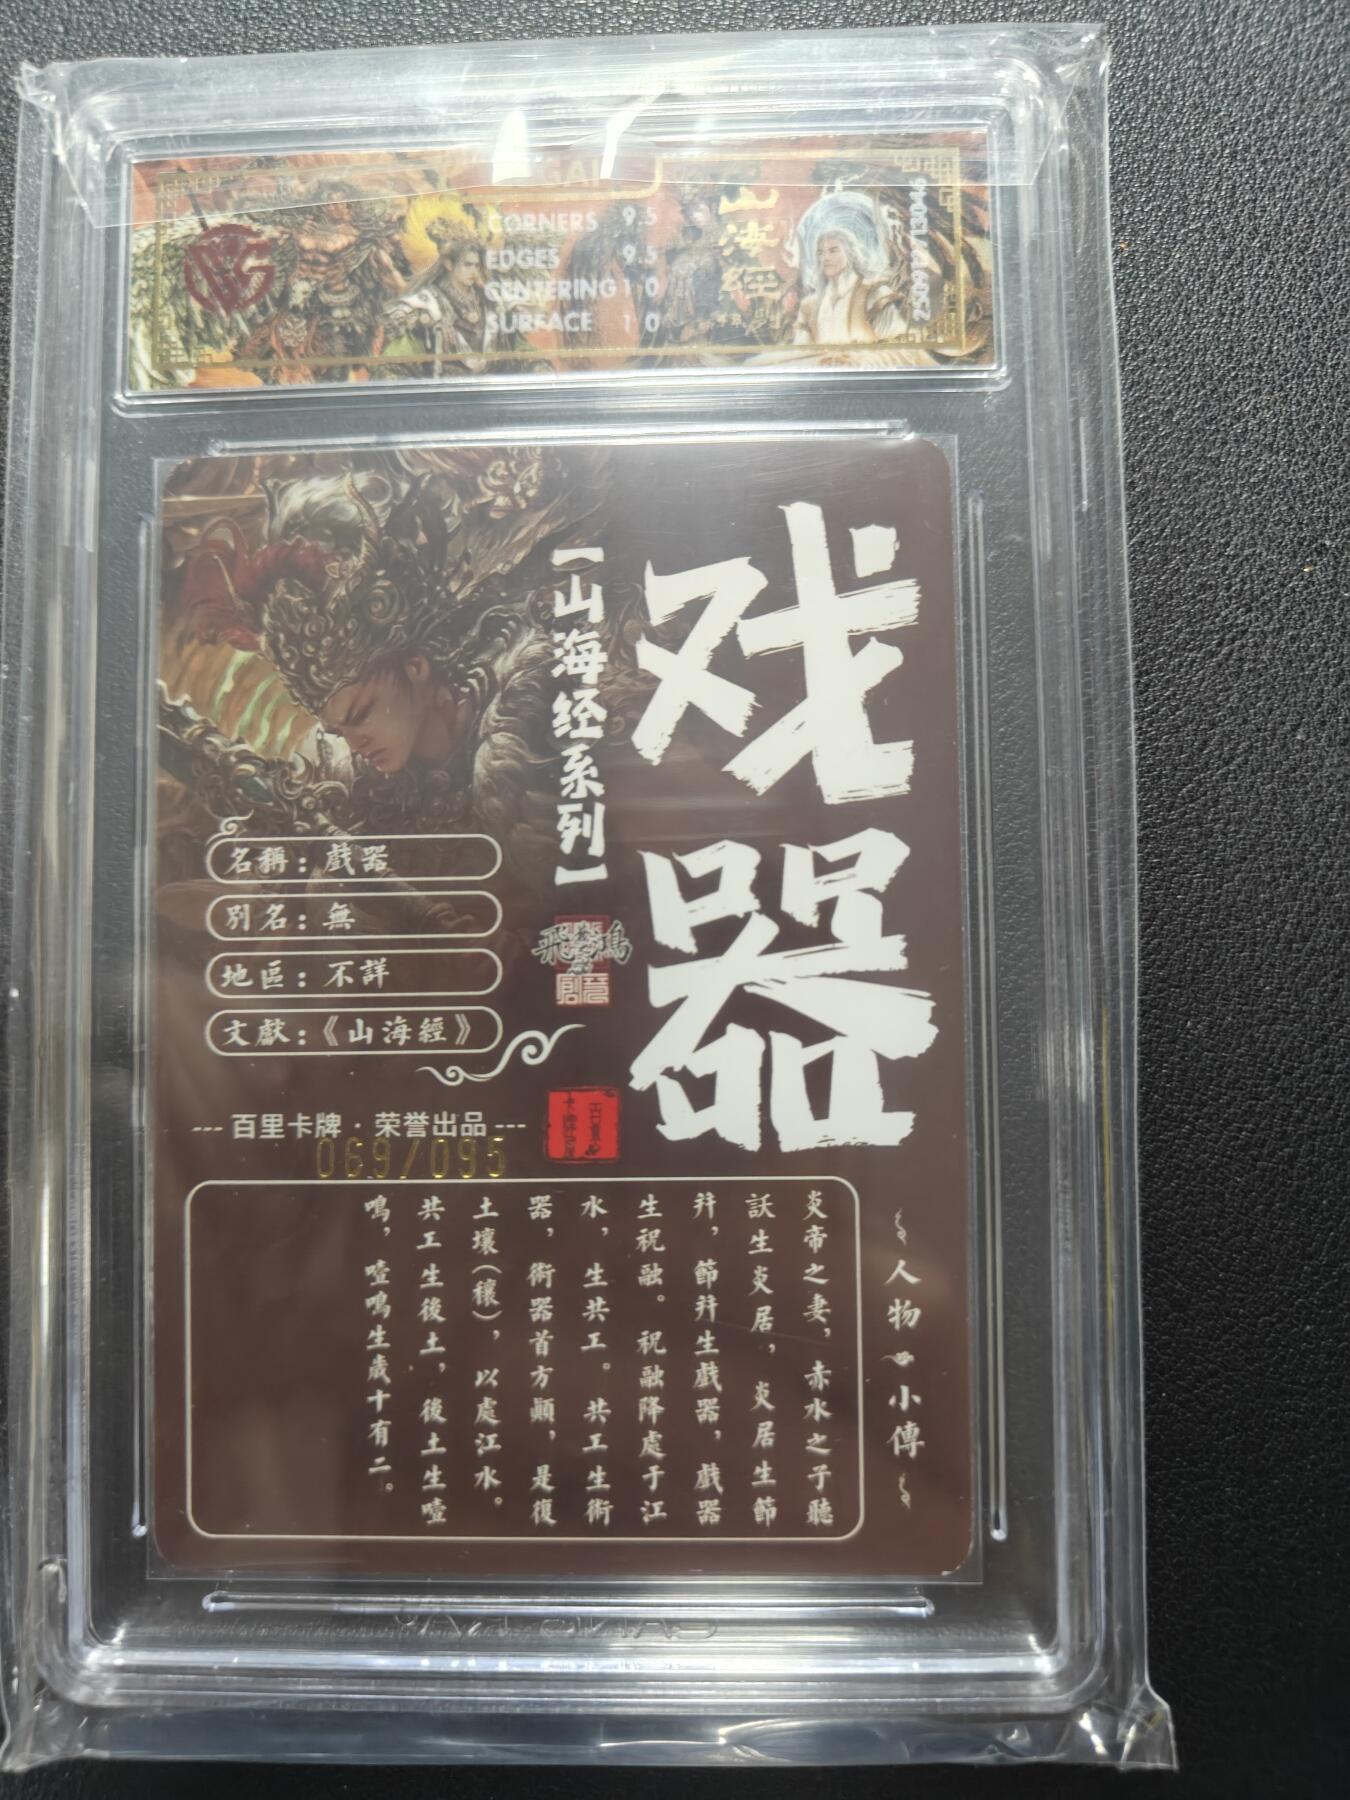 CORNERS 9.5
EDGES 9.5
CENTERING 10
SURFACE 10
山海經
戏器
【山海经系列】
飛鴻
創意
名稱：戲器
別名：無
地區：不詳
文獻：《山海經》
--- 百里卡牌 · 荣誉出品 ---
069/095
人物小傳
炎帝之妻，赤水之子聽
訞生炎居，炎居生節
幷，節幷生戲器，戲器
生祝融。祝融降處于江
水，生共工。共工生術
器，術器首方顛，是復
土壤（穰），以處江水。
共工生後土，後土生噎
鳴，噎鳴生歲十有二。